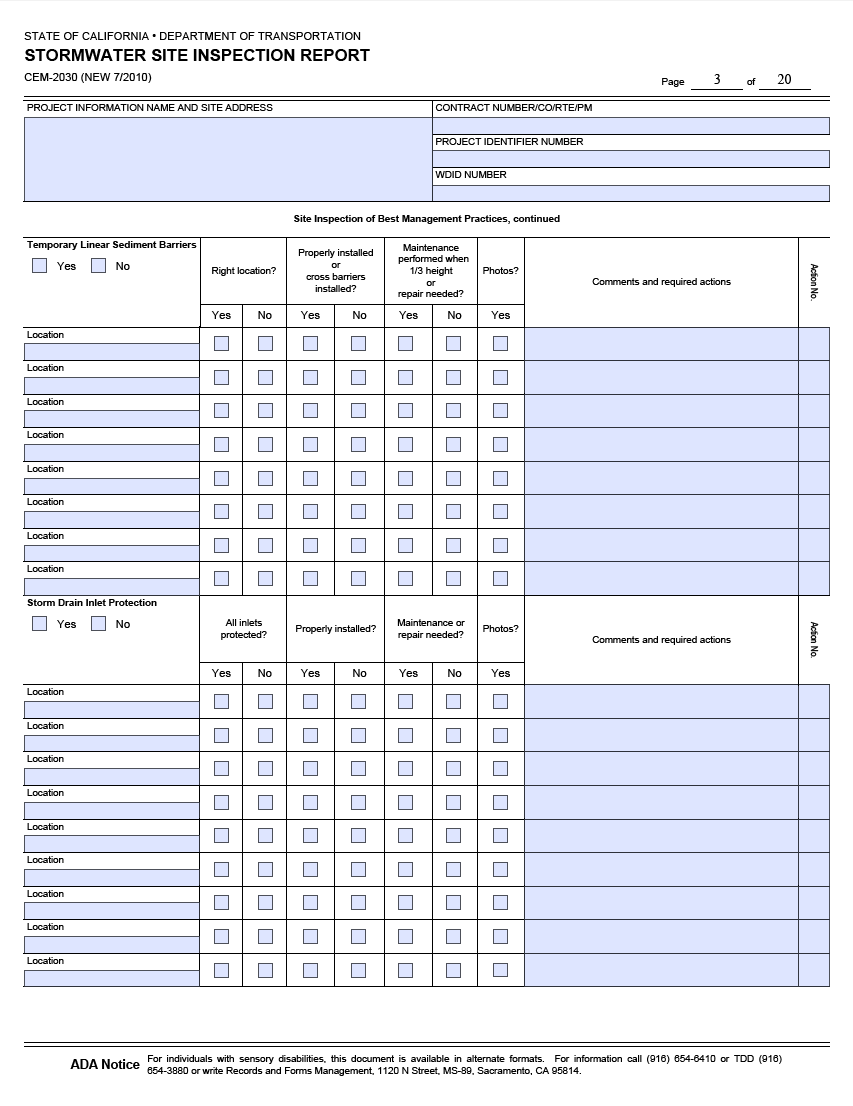 STATE OF CALIFORNIA • DEPARTMENT OF TRANSPORTATION
STORMWATER SITE INSPECTION REPORT
CEM-2030 (NEW 7/2010)
Page 3 of 20
PROJECT INFORMATION NAME AND SITE ADDRESS
CONTRACT NUMBER/CO/RTE/PM
PROJECT IDENTIFIER NUMBER
WDID NUMBER
Site Inspection of Best Management Practices, continued
Temporary Linear Sediment Barriers
Yes No
Right location?
Properly installed
or
cross barriers
installed?
Maintenance
performed when
1/3 height
or
repair needed?
Photos?
Comments and required actions
Action No.
Yes No Yes No Yes No Yes
Location
Location
Location
Location
Location
Location
Location
Location
Storm Drain Inlet Protection
Yes No
All inlets
protected?
Properly installed?
Maintenance or
repair needed?
Photos?
Comments and required actions
Action No.
Yes No Yes No Yes No Yes
Location
Location
Location
Location
Location
Location
Location
Location
Location
ADA Notice
For individuals with sensory disabilities, this document is available in alternate formats. For information call (916) 654-6410 or TDD (916)
654-3880 or write Records and Forms Management, 1120 N Street, MS-89, Sacramento, CA 95814.